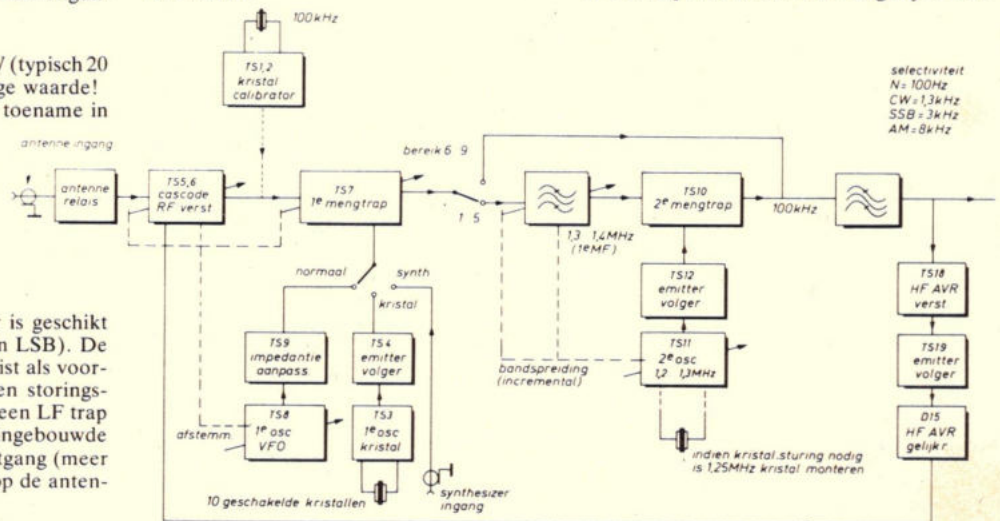 V (typisch 20
ge waarde!
toename in
is geschikt
n LSB). De
ist als voor-
en storings-
een LF trap
ngebouwde
tgang (meer
op de anten-
100kHz
TS1,2
kristal
calibrator
selectiviteit
N= 100Hz
CW= 1,3kHz
SSB= 3kHz
AM= 8kHz
antenne ingang
antenne
relais
TS5,6
cascode
RF verst
TS7
1e mengtrap
bereik 6 9
1 5
1,3 1,4MHz
(1e MF)
TS10
2e mengtrap
100kHz
normaal
synth
kristal
TS9
impedantie
aanpass.
TS4
emitter
volger
TS12
emitter
volger
TS18
HF AVR
verst
afstemm.
TS8
1e osc
VFO
TS3
1e osc
kristal
bandspreiding
(incremental)
TS11
2e osc
1,2 1,3MHz
TS19
emitter
volger
D15
HF AVR
gelijkr.
10 geschakelde kristallen
synthesizer
ingang
indien kristal.sturing nodig
is 1,25MHz kristal monteren